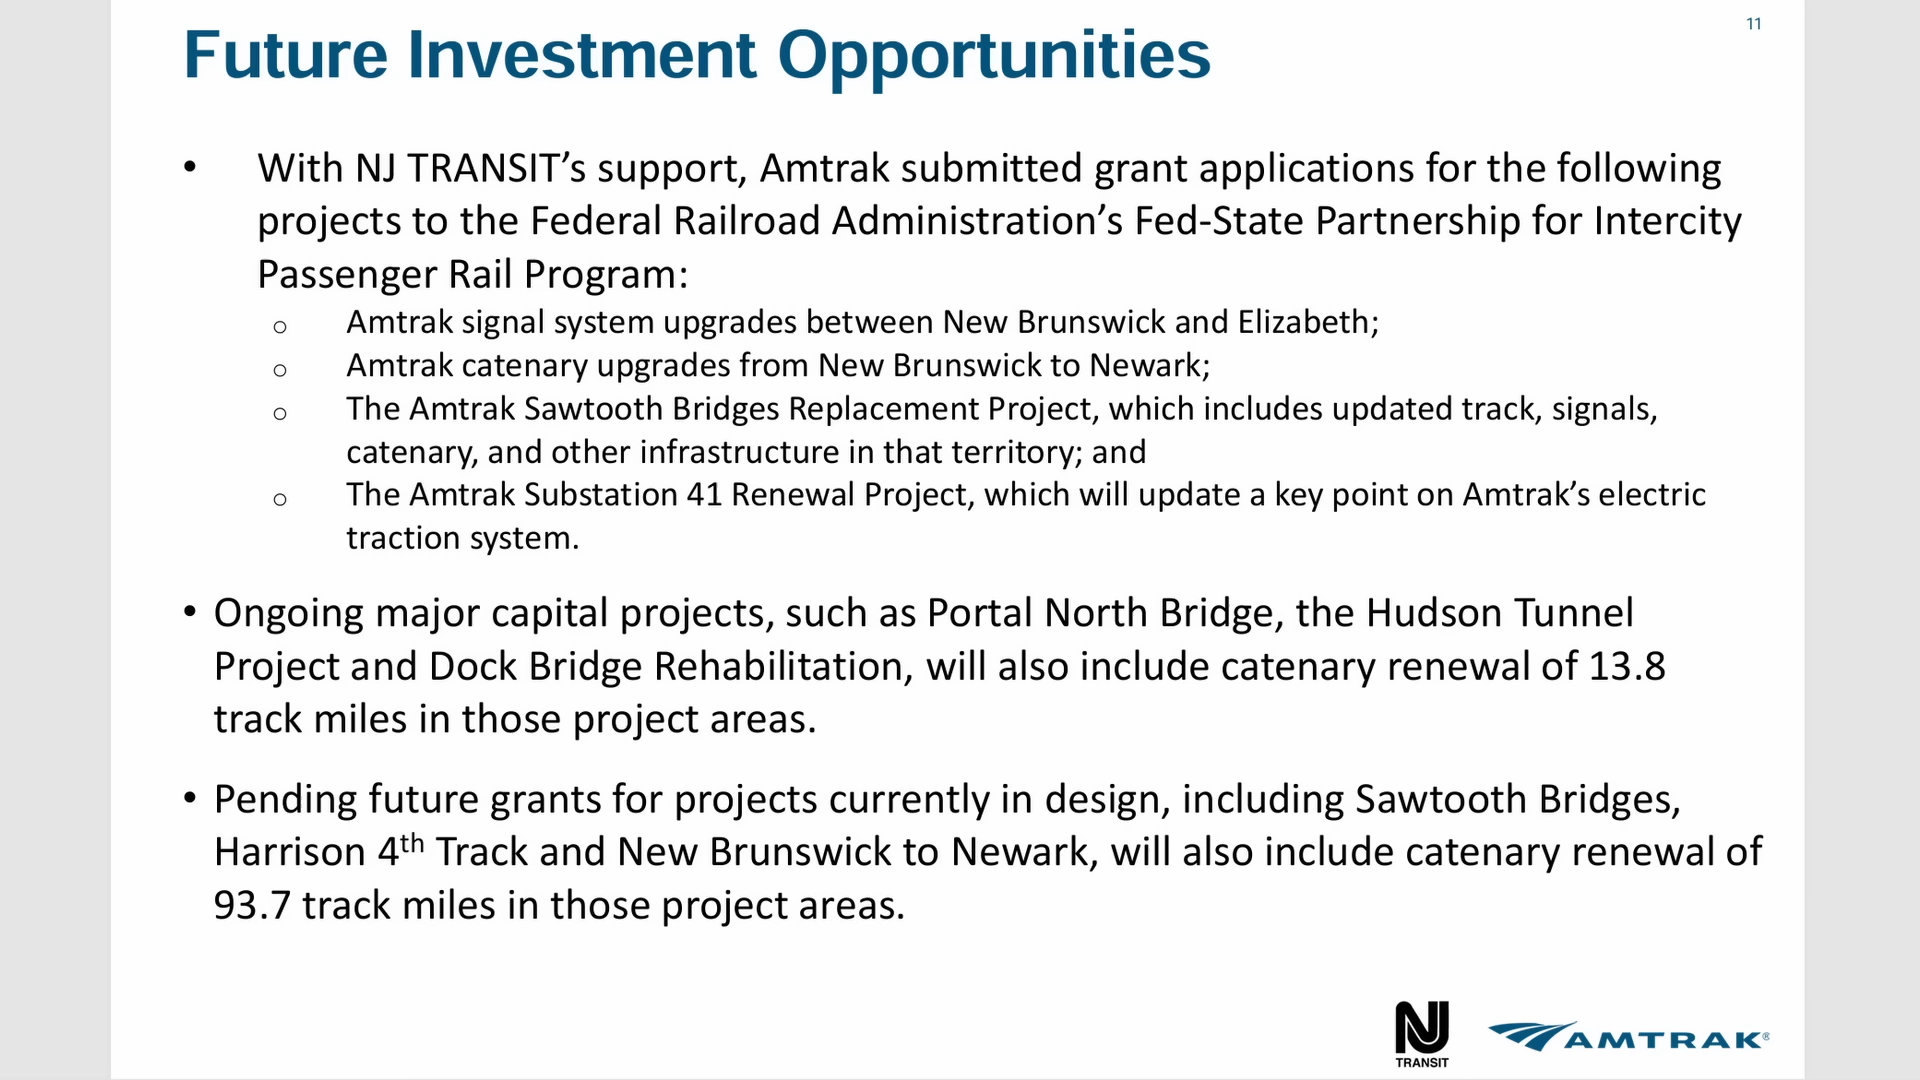 11
Future Investment Opportunities
• With NJ TRANSIT’s support, Amtrak submitted grant applications for the following
projects to the Federal Railroad Administration’s Fed-State Partnership for Intercity
Passenger Rail Program:
o Amtrak signal system upgrades between New Brunswick and Elizabeth;
o Amtrak catenary upgrades from New Brunswick to Newark;
o The Amtrak Sawtooth Bridges Replacement Project, which includes updated track, signals,
catenary, and other infrastructure in that territory; and
o The Amtrak Substation 41 Renewal Project, which will update a key point on Amtrak’s electric
traction system.
• Ongoing major capital projects, such as Portal North Bridge, the Hudson Tunnel
Project and Dock Bridge Rehabilitation, will also include catenary renewal of 13.8
track miles in those project areas.
• Pending future grants for projects currently in design, including Sawtooth Bridges,
Harrison 4th Track and New Brunswick to Newark, will also include catenary renewal of
93.7 track miles in those project areas.
NJ
TRANSIT
AMTRAK®